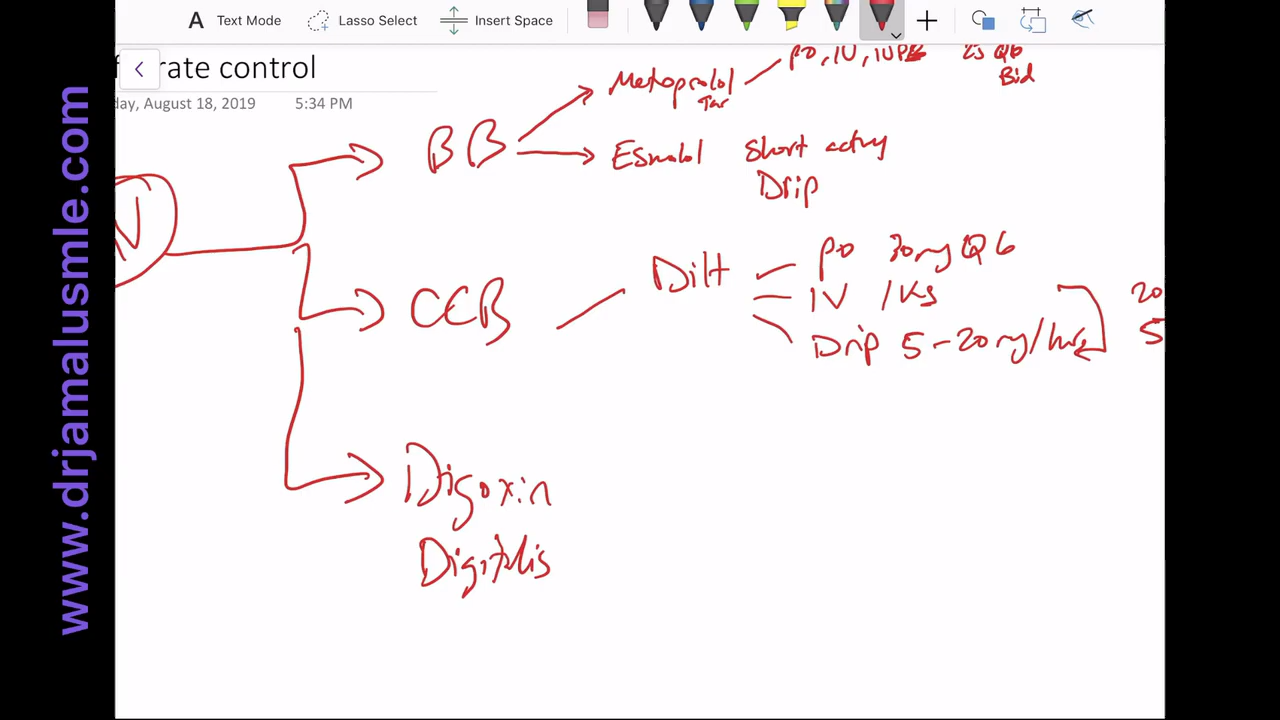 A Text Mode Lasso Select Insert Space
f rate control
day, August 18, 2019 5:34 PM
www.drjamalusmle.com
Metoprolol
Tar
po, IV, IVP
25 Q6
Bid
BB
Esmolol short acting
Drip
N
Dilt
po 30mg Q6
IV /Kg
Drip 5-20mg/hr
20
5
CCB
Digoxin
Digitalis